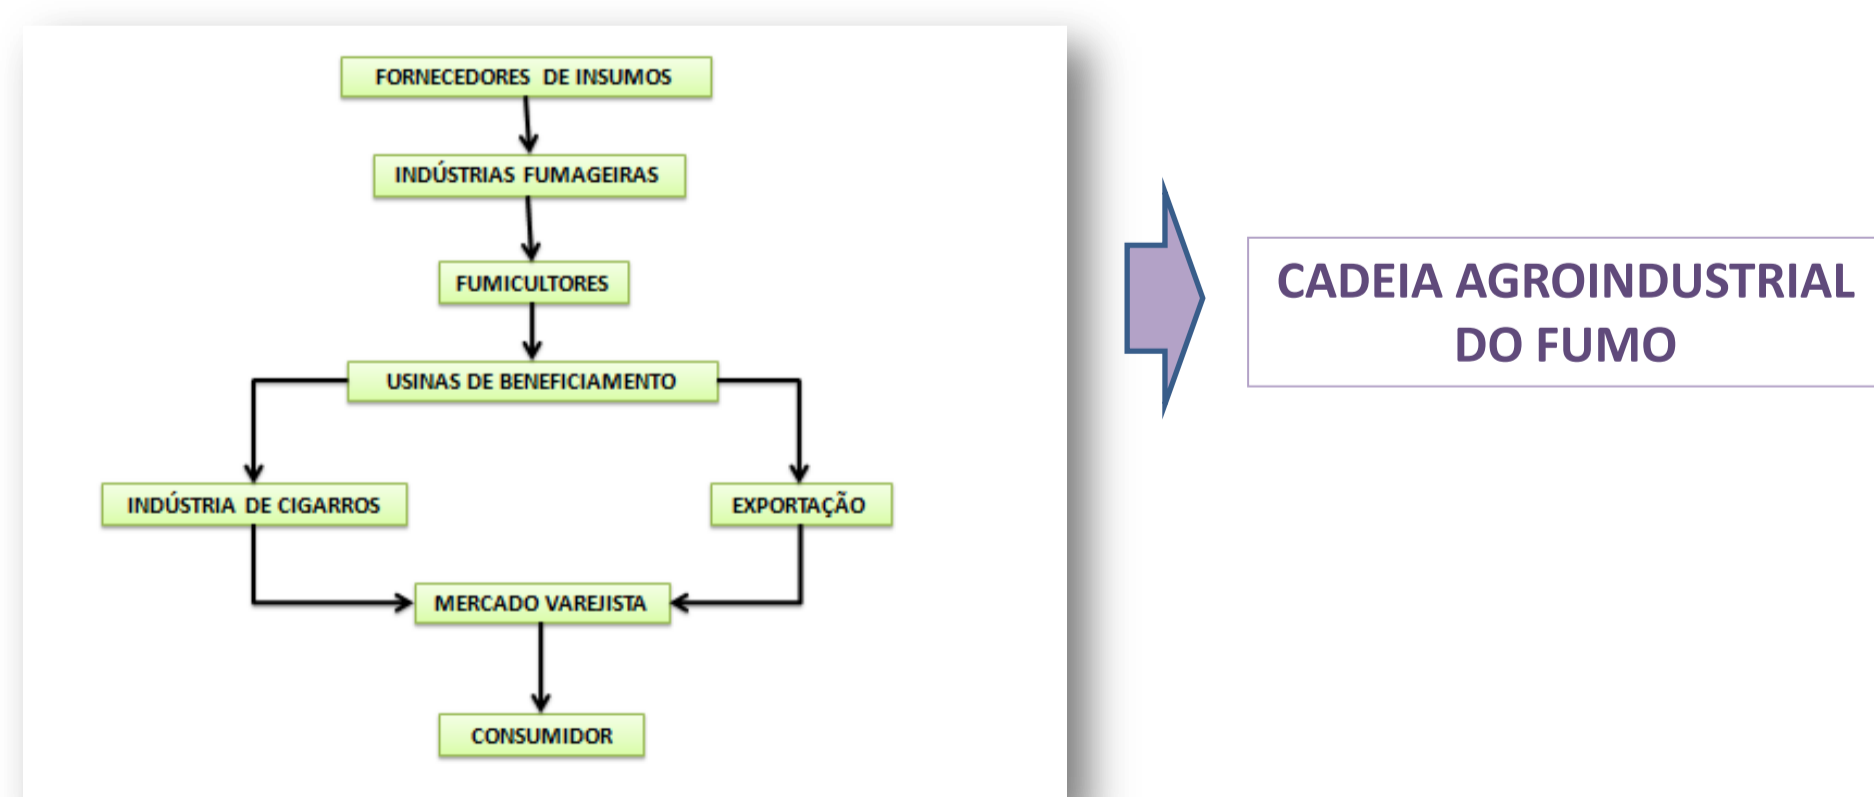 FORNECEDORES DE INSUMOS
INDÚSTRIAS FUMAGEIRAS
FUMICULTORES
USINAS DE BENEFICIAMENTO
INDÚSTRIA DE CIGARROS
EXPORTAÇÃO
MERCADO VAREJISTA
CONSUMIDOR
CADEIA AGROINDUSTRIAL
DO FUMO